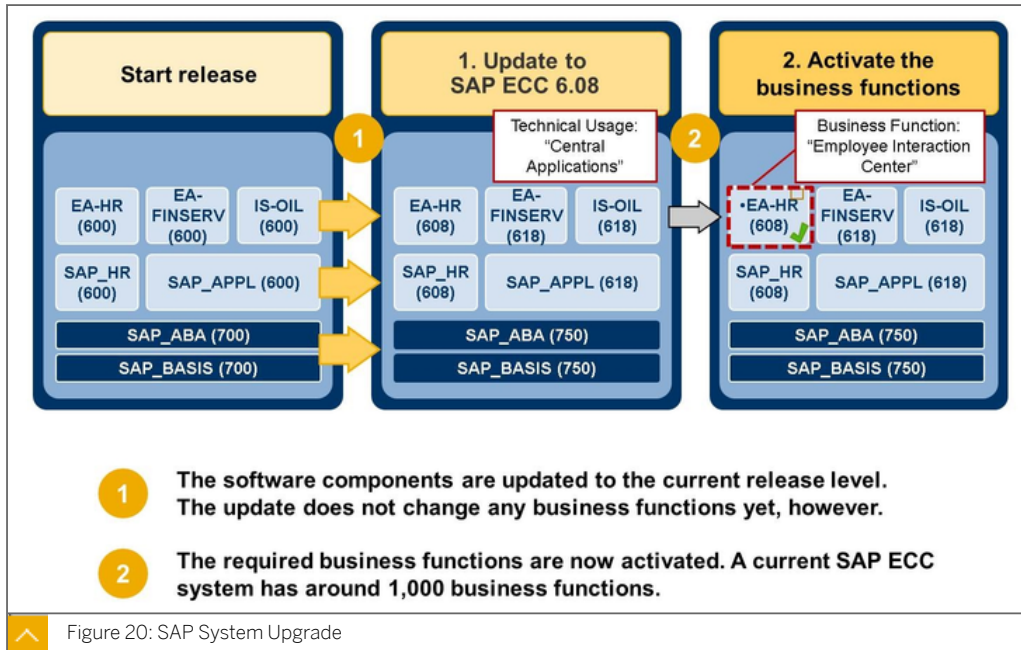 Start release
1. Update to
SAP ECC 6.08
2. Activate the
business functions
1
Technical Usage:
“Central
Applications”
2
Business Function:
“Employee Interaction
Center”
EA-HR
(600)
EA-
FINSERV
(600)
IS-OIL
(600)
SAP_HR
(600)
SAP_APPL (600)
SAP_ABA (700)
SAP_BASIS (700)
EA-HR
(608)
EA-
FINSERV
(618)
IS-OIL
(618)
SAP_HR
(608)
SAP_APPL (618)
SAP_ABA (750)
SAP_BASIS (750)
•EA-HR
(608)
EA-
FINSERV
(618)
IS-OIL
(618)
SAP_HR
(608)
SAP_APPL (618)
SAP_ABA (750)
SAP_BASIS (750)
1
The software components are updated to the current release level.
The update does not change any business functions yet, however.
2
The required business functions are now activated. A current SAP ECC
system has around 1,000 business functions.
Figure 20: SAP System Upgrade